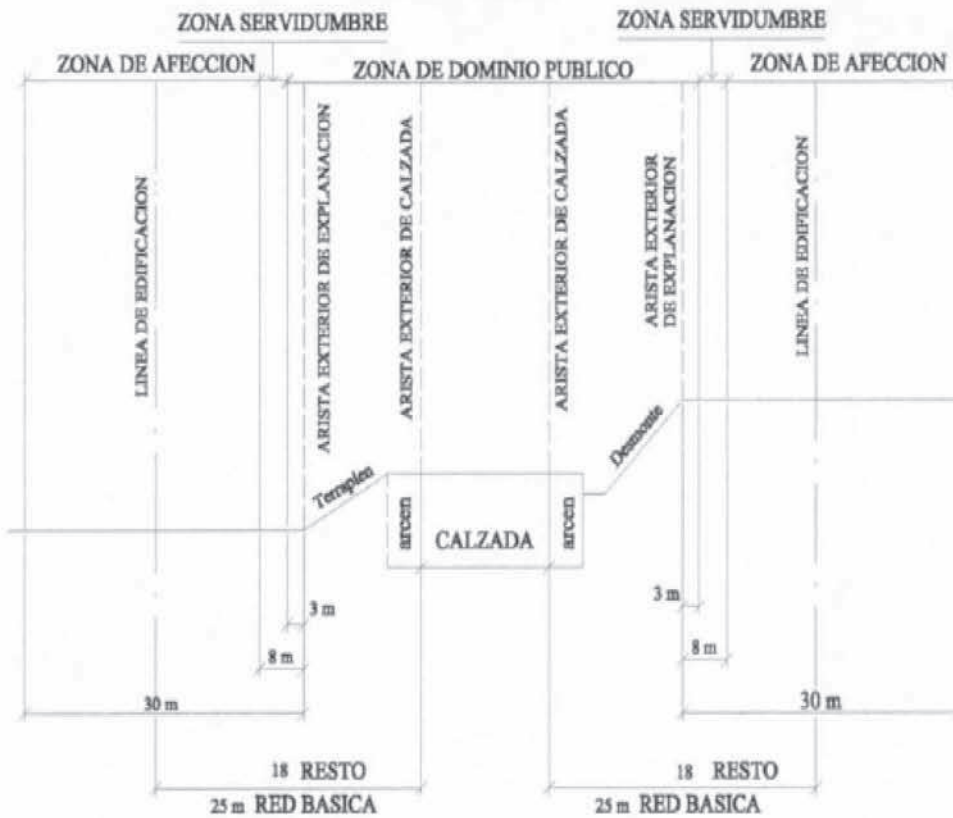 ZONA SERVIDUMBRE
ZONA SERVIDUMBRE
ZONA DE AFECCION
ZONA DE DOMINIO PUBLICO
ZONA DE AFECCION
LINEA DE EDIFICACION
ARISTA EXTERIOR DE EXPLANACION
ARISTA EXTERIOR DE CALZADA
ARISTA EXTERIOR DE CALZADA
ARISTA EXTERIOR
DE EXPLANACION
LINEA DE EDIFICACION
Terraplen
Desmonte
arcen
CALZADA
arcen
3 m
3 m
8 m
8 m
30 m
30 m
18 RESTO
18 RESTO
25 m RED BASICA
25 m RED BASICA